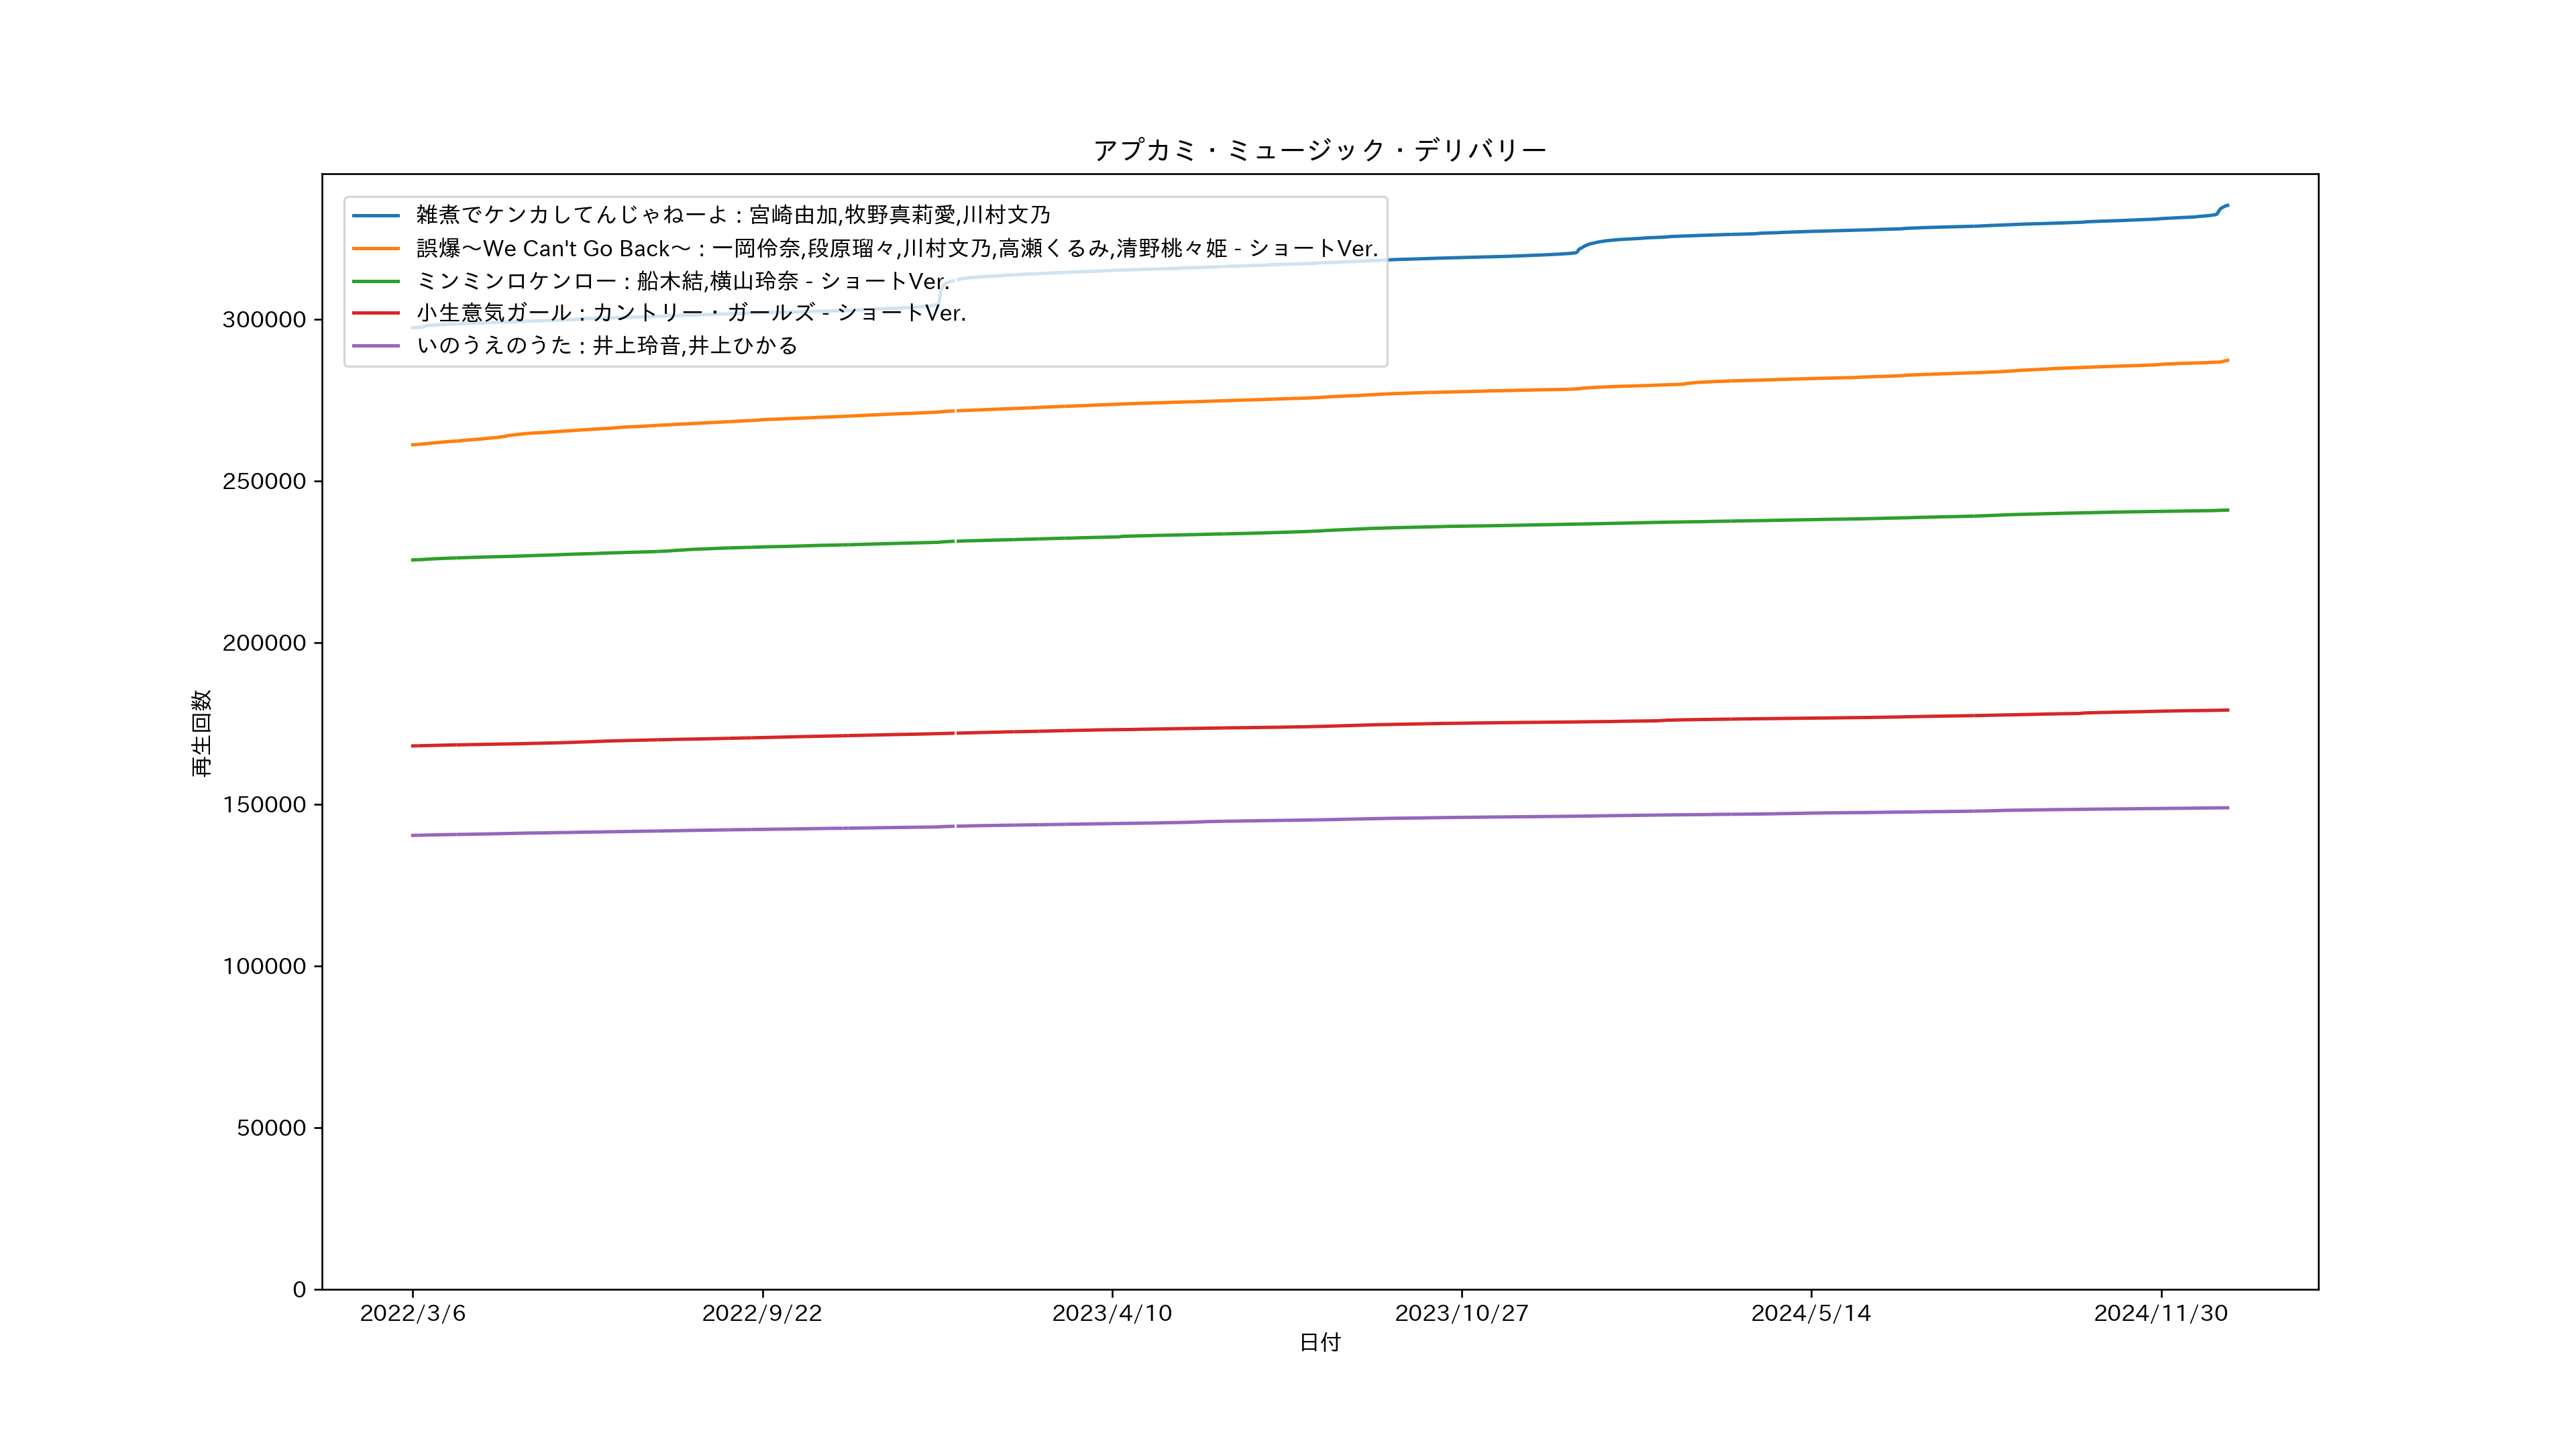 アプカミ・ミュージック・デリバリー
雑煮でケンカしてんじゃねーよ : 宮崎由加,牧野真莉愛,川村文乃
誤爆〜We Can't Go Back〜 : 一岡伶奈,段原瑠々,川村文乃,高瀬くるみ,清野桃々姫 - ショートVer.
ミンミンロケンロー : 船木結,横山玲奈 - ショートVer.
小生意気ガール : カントリー・ガールズ - ショートVer.
いのうえのうた : 井上玲音,井上ひかる
300000
250000
200000
150000
100000
50000
0
再生回数
2022/3/6
2022/9/22
2023/4/10
2023/10/27
2024/5/14
2024/11/30
日付